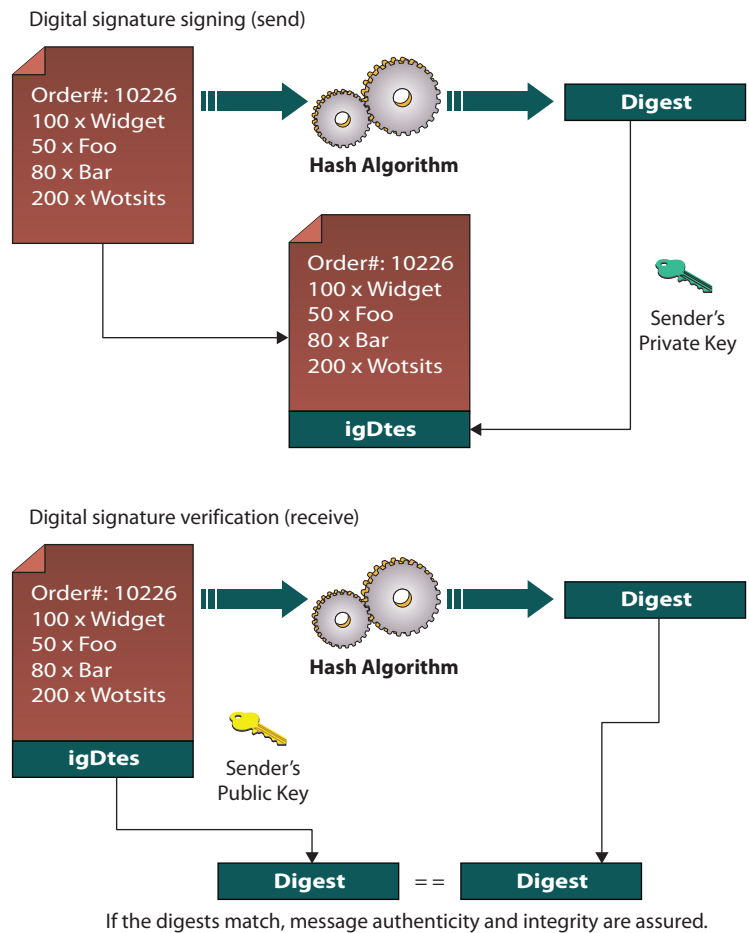 Digital signature signing (send)
Order#: 10226
100 x Widget
50 x Foo
80 x Bar
200 x Wotsits
Hash Algorithm
Digest
Order#: 10226
100 x Widget
50 x Foo
80 x Bar
200 x Wotsits
igDtes
Sender's
Private Key
Digital signature verification (receive)
Order#: 10226
100 x Widget
50 x Foo
80 x Bar
200 x Wotsits
igDtes
Hash Algorithm
Digest
Sender's
Public Key
Digest == Digest
If the digests match, message authenticity and integrity are assured.